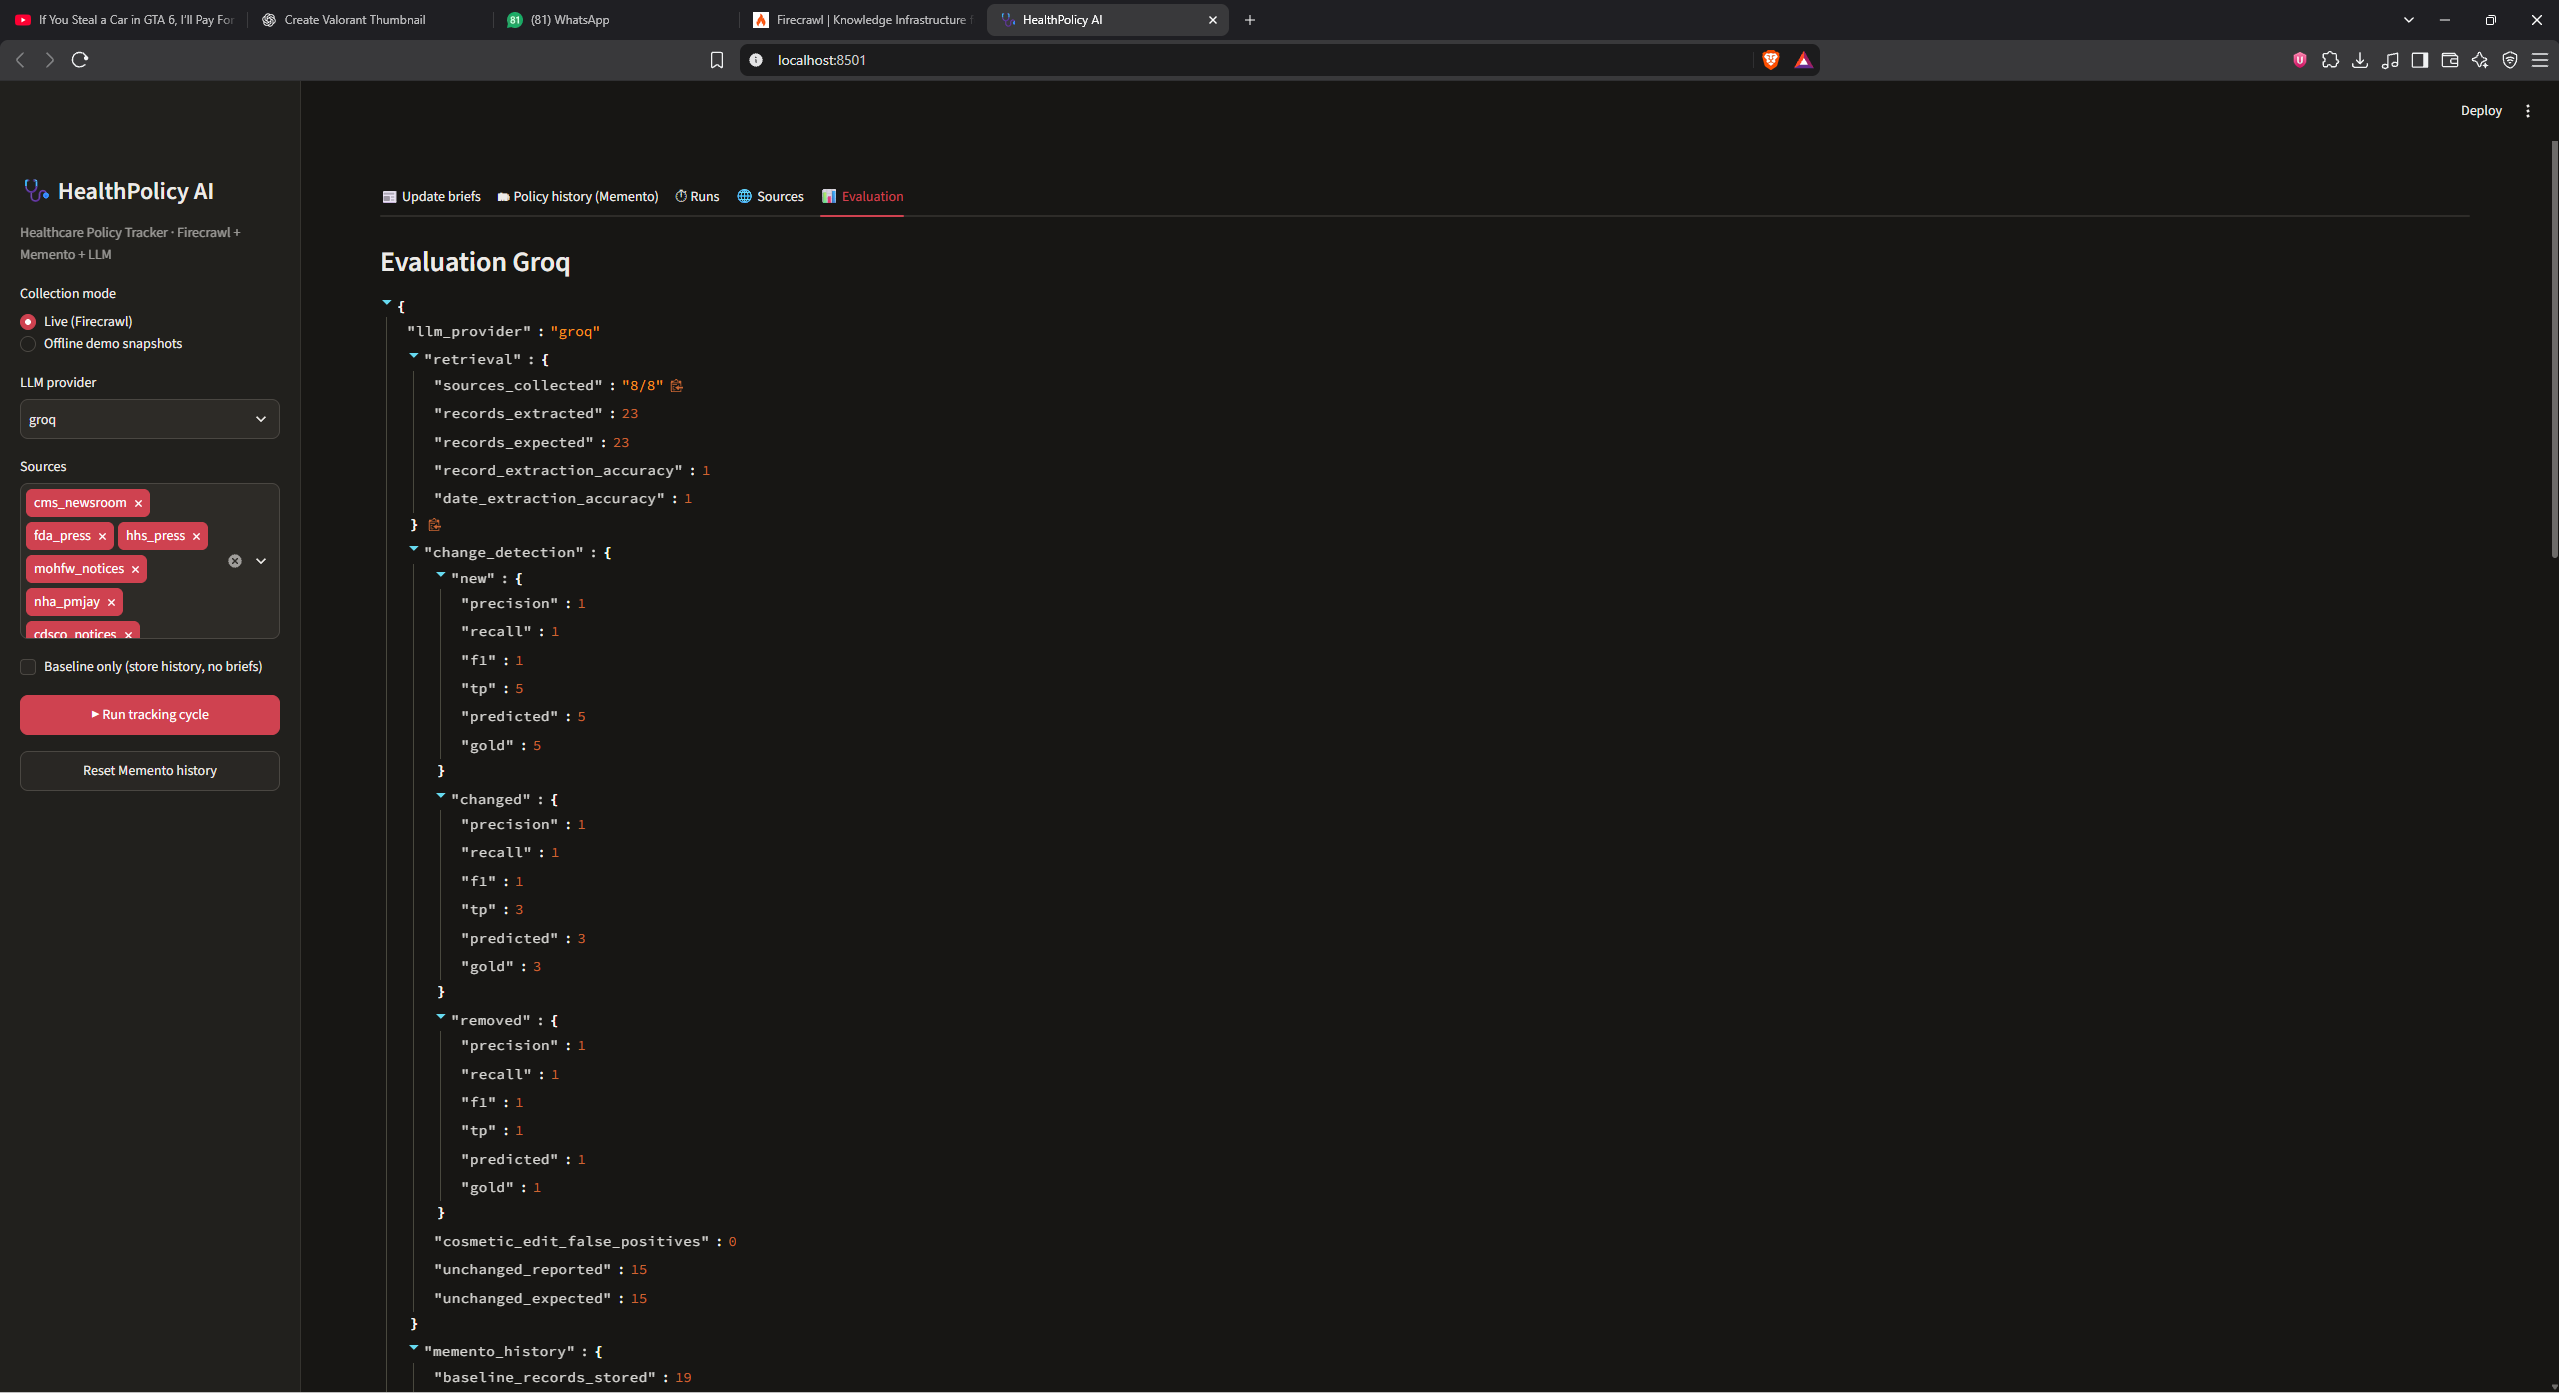 If You Steal a Car in GTA 6, I'll Pay For
Create Valorant Thumbnail
81 (81) WhatsApp
Firecrawl | Knowledge Infrastructure f
HealthPolicy AI
localhost:8501
Deploy
HealthPolicy AI
Healthcare Policy Tracker · Firecrawl +
Memento + LLM
Collection mode
Live (Firecrawl)
Offline demo snapshots
LLM provider
groq
Sources
cms_newsroom
fda_press hhs_press
mohfw_notices
nha_pmjay
cdsco_notices
Baseline only (store history, no briefs)
Run tracking cycle
Reset Memento history
Update briefs Policy history (Memento) Runs Sources Evaluation
Evaluation Groq
{
"llm_provider" : "groq"
"retrieval" : {
"sources_collected" : "8/8"
"records_extracted" : 23
"records_expected" : 23
"record_extraction_accuracy" : 1
"date_extraction_accuracy" : 1
}
"change_detection" : {
"new" : {
"precision" : 1
"recall" : 1
"f1" : 1
"tp" : 5
"predicted" : 5
"gold" : 5
}
"changed" : {
"precision" : 1
"recall" : 1
"f1" : 1
"tp" : 3
"predicted" : 3
"gold" : 3
}
"removed" : {
"precision" : 1
"recall" : 1
"f1" : 1
"tp" : 1
"predicted" : 1
"gold" : 1
}
"cosmetic_edit_false_positives" : 0
"unchanged_reported" : 15
"unchanged_expected" : 15
}
"memento_history" : {
"baseline_records_stored" : 19